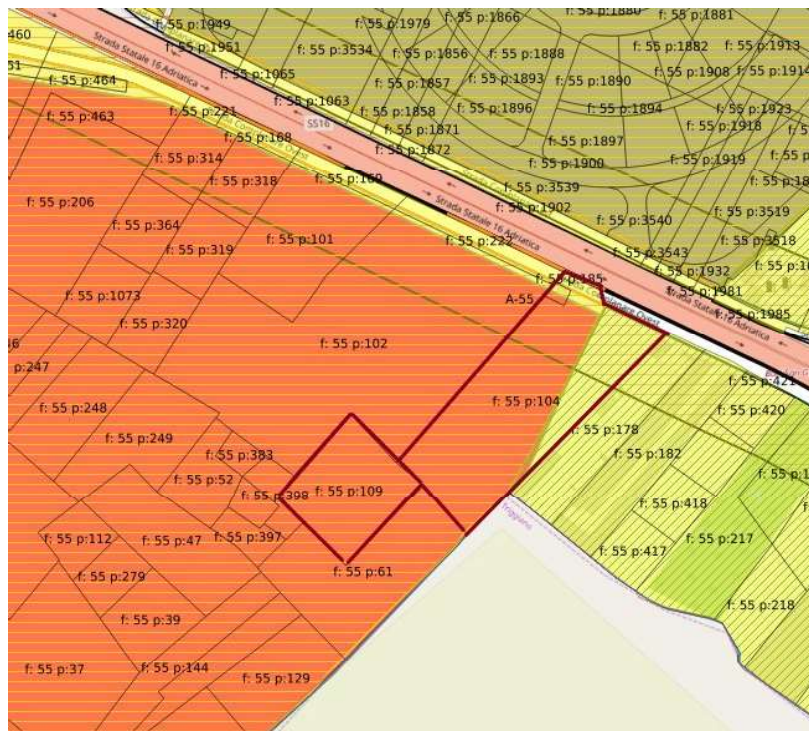 f: 55 p:1949
f: 55 p:1979
f: 55 p:1866
f: 55 p:1880
f: 55 p:1881
460
Strada Statale 16 Adriatica
f: 55 p:1951
f: 55 p:3534
f: 55 p:1856
f: 55 p:1888
f: 55 p:1882
f: 55 p:1913
51
f: 55 p:464
f: 55 p:1065
f: 55 p:1857
f: 55 p:1893
f: 55 p:1890
f: 55 p:1908
f: 55 p:1914
f: 55 p:463
f: 55 p:221
f: 55 p:1063
f: 55 p:1858
f: 55 p:1896
f: 55 p:1894
f: 55 p:1923
SS16
f: 55 p:168
f: 55 p:1871
f: 55 p:1897
f: 55 p:1918
f: 55 p:314
f: 55 p:1872
f: 55 p:1900
f: 55 p:1919
f: 55 p:318
f: 55 p:169
f: 55 p:3539
f: 55 p:206
f: 55 p:1902
Strada Statale 16 Adriatica
f: 55 p:3540
f: 55 p:3519
f: 55 p:364
f: 55 p:319
f: 55 p:101
f: 55 p:222
f: 55 p:3543
f: 55 p:3518
f: 55 p:1932
f: 55 p:185
f: 55 p:1981
f: 55 p:1073
A-55
Strada Statale 16 Adriatica
f: 55 p:1985
f: 55 p:320
f: 55 p:102
p:247
f: 55 p:421
f: 55 p:248
f: 55 p:104
f: 55 p:420
f: 55 p:249
f: 55 p:178
f: 55 p:383
f: 55 p:182
f: 55 p:52
f: 55 p:398
f: 55 p:109
f: 55 p:418
Triggiano
f: 55 p:112
f: 55 p:47
f: 55 p:397
f: 55 p:217
f: 55 p:417
f: 55 p:279
f: 55 p:61
f: 55 p:218
f: 55 p:39
f: 55 p:37
f: 55 p:144
f: 55 p:129